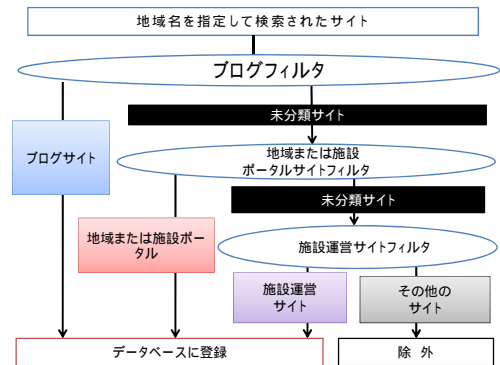 地域名を指定して検索されたサイト
ブログフィルタ
未分類サイト
ブログサイト
地域または施設
ポータルサイトフィルタ
未分類サイト
地域または施設ポー
タル
施設運営サイトフィルタ
施設運営
サイト
その他の
サイト
データベースに登録
除 外